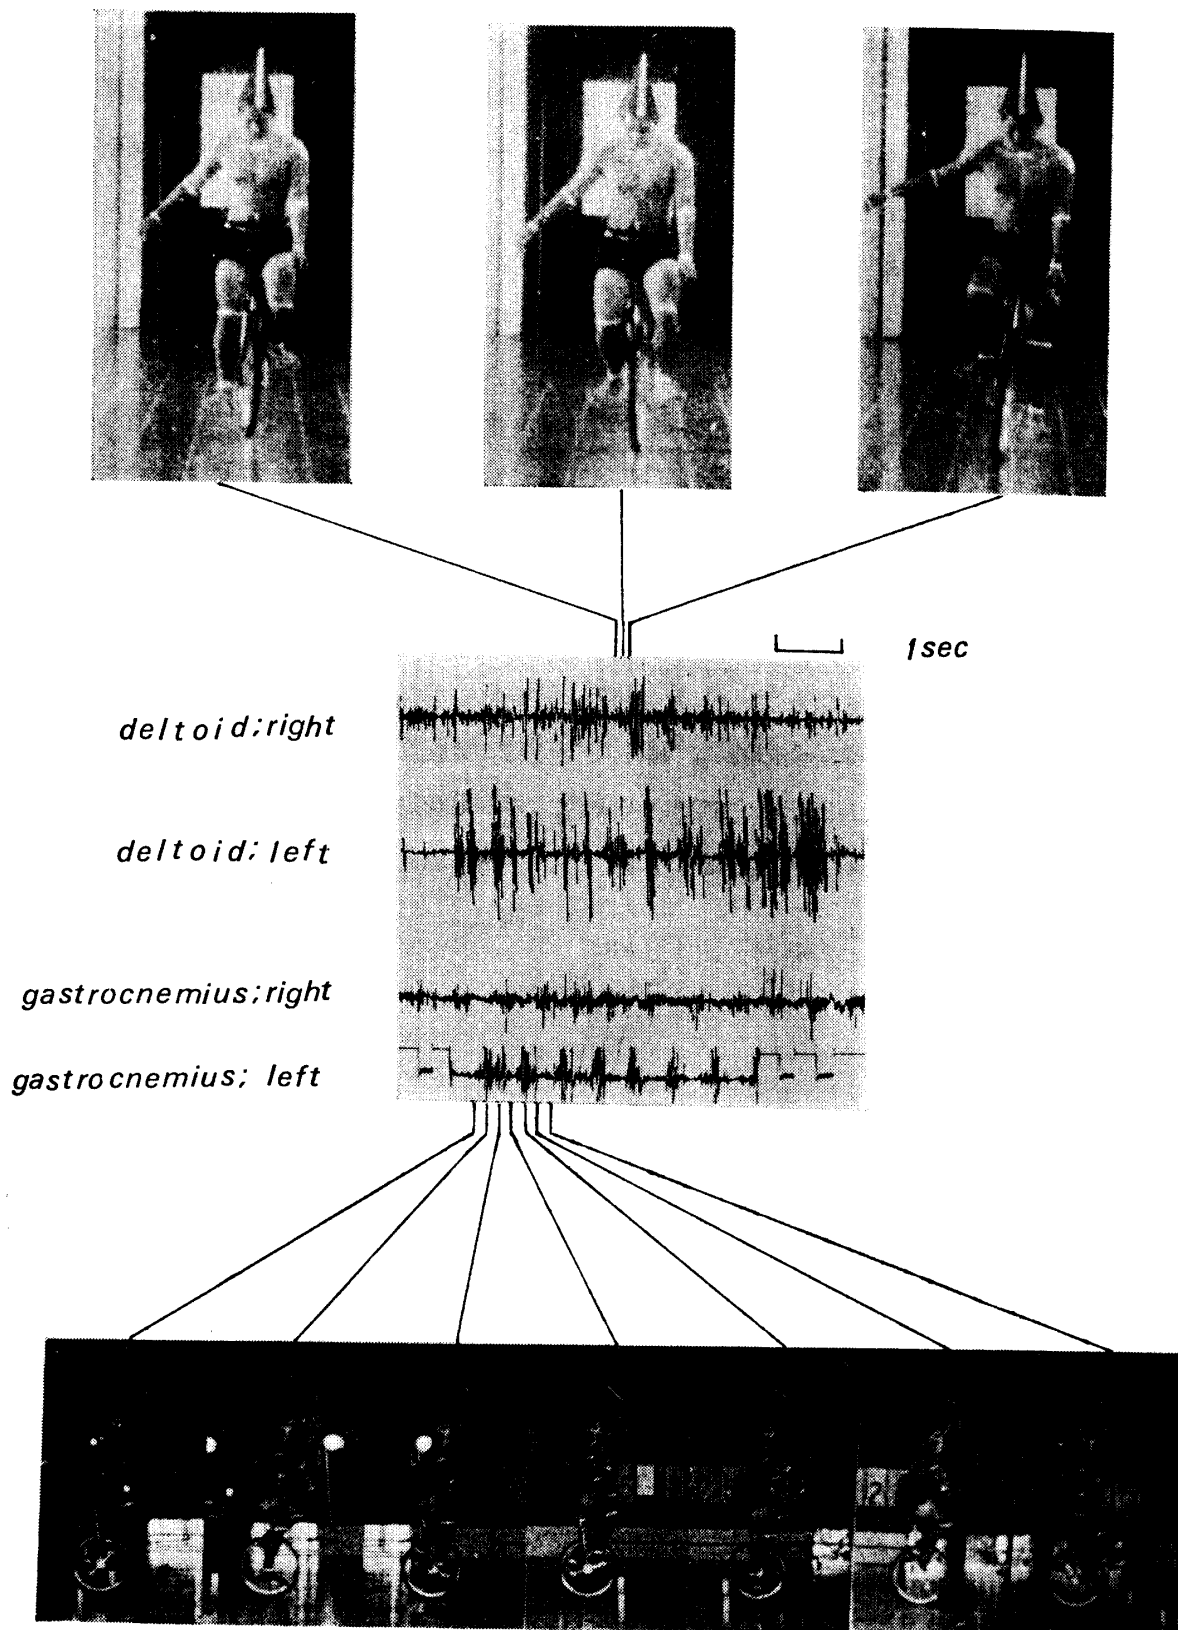 1sec
deltoid; right
deltoid; left
gastrocnemius; right
gastrocnemius; left